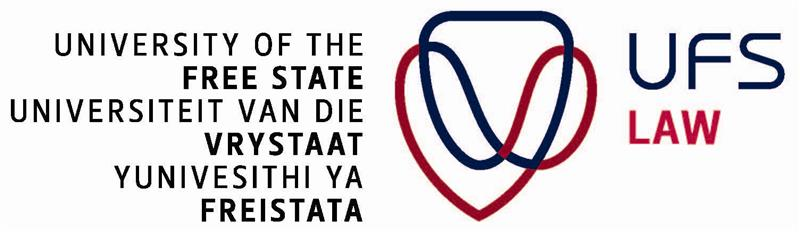 UNIVERSITY OF THE
FREE STATE
UNIVERSITEIT VAN DIE
VRYSTAAT
YUNIVESITHI YA
FREISTATA
UFS
LAW